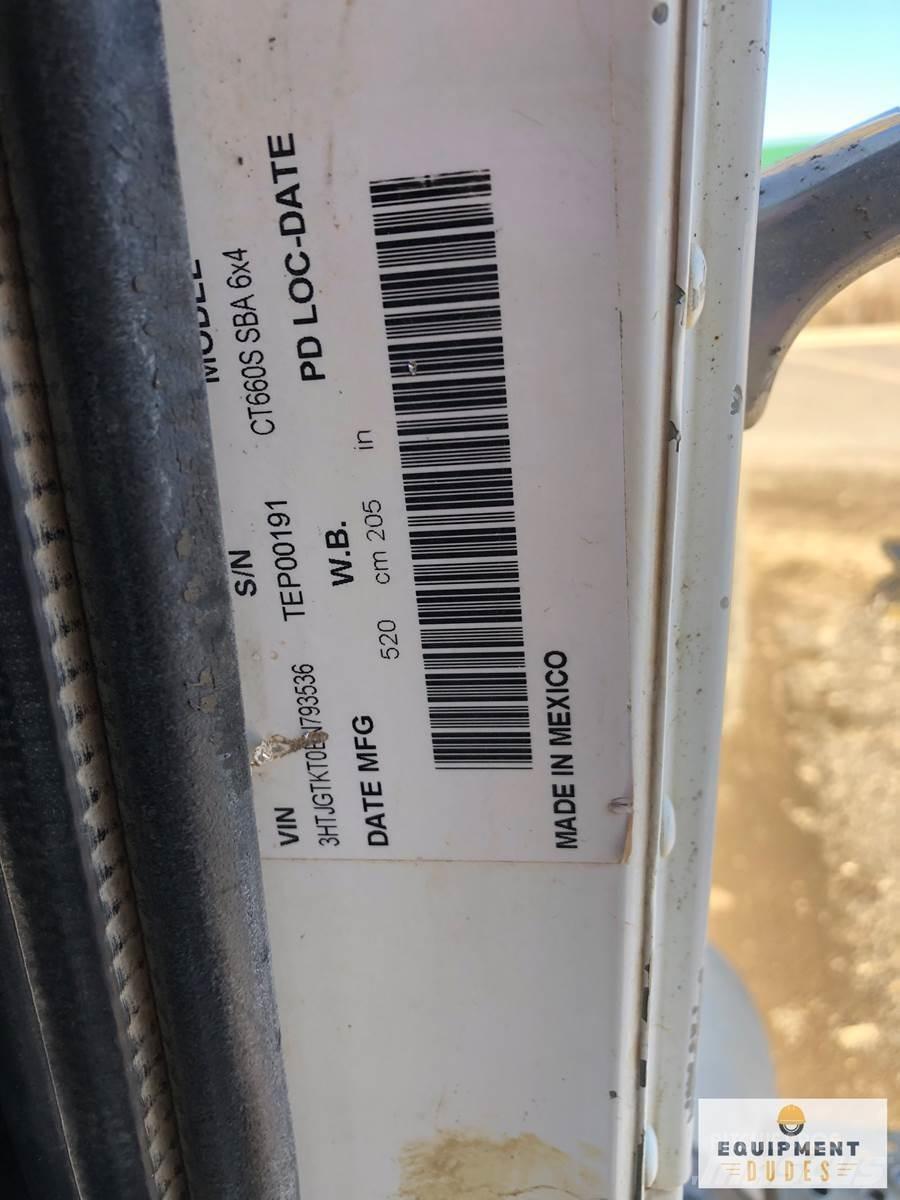 MODEL
CT660S SBA 6x4
S/N
TEP00191
PD LOC-DATE
VIN
W.B.
520 cm 205 in
DATE MFG
MADE IN MEXICO
EQUIPMENT
DUDES